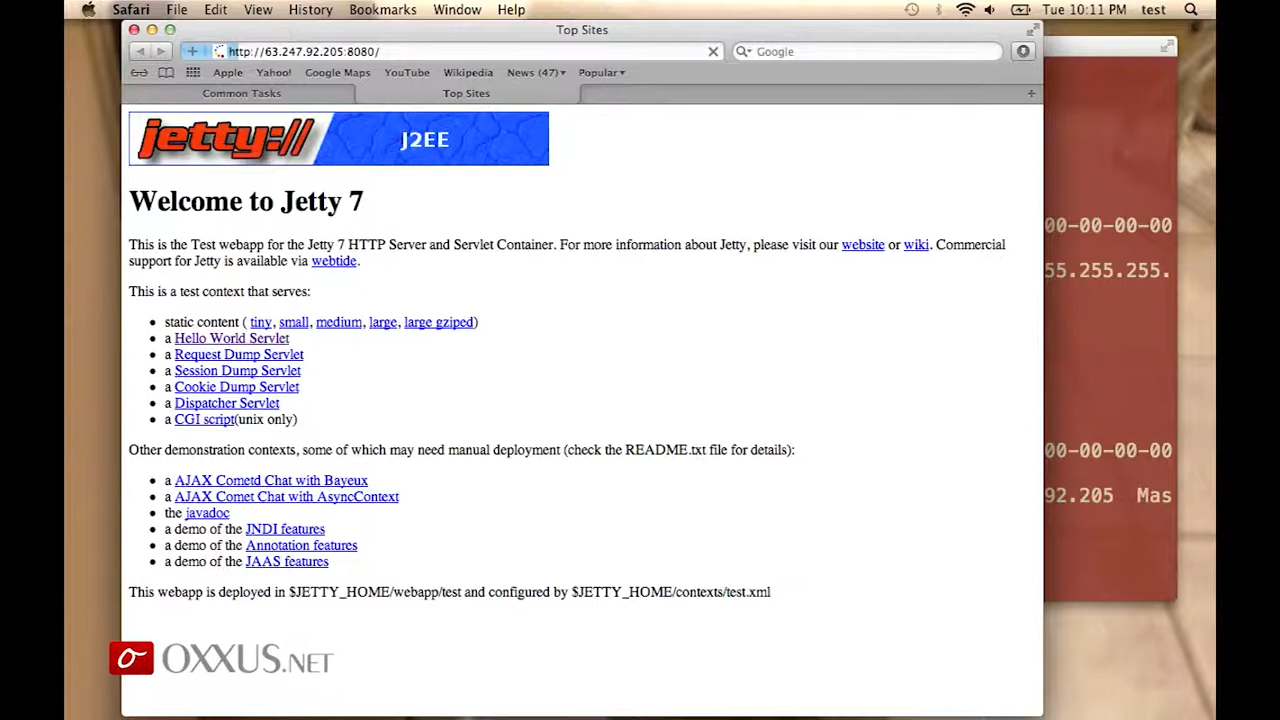 Safari File Edit View History Bookmarks Window Help Tue 10:11 PM test
Top Sites
http://63.247.92.205:8080/ Google
Apple Yahoo! Google Maps YouTube Wikipedia News (47) Popular
Common Tasks Top Sites
jetty:// J2EE
Welcome to Jetty 7
This is the Test webapp for the Jetty 7 HTTP Server and Servlet Container. For more information about Jetty, please visit our website or wiki. Commercial
support for Jetty is available via webtide.
This is a test context that serves:
• static content ( tiny, small, medium, large, large gziped)
• a Hello World Servlet
• a Request Dump Servlet
• a Session Dump Servlet
• a Cookie Dump Servlet
• a Dispatcher Servlet
• a CGI script(unix only)
Other demonstration contexts, some of which may need manual deployment (check the README.txt file for details):
• a AJAX Cometd Chat with Bayeux
• a AJAX Comet Chat with AsyncContext
• the javadoc
• a demo of the JNDI features
• a demo of the Annotation features
• a demo of the JAAS features
This webapp is deployed in $JETTY_HOME/webapp/test and configured by $JETTY_HOME/contexts/test.xml
00-00-00-00
55.255.255.
00-00-00-00
92.205 Mas
OXXUS.NET